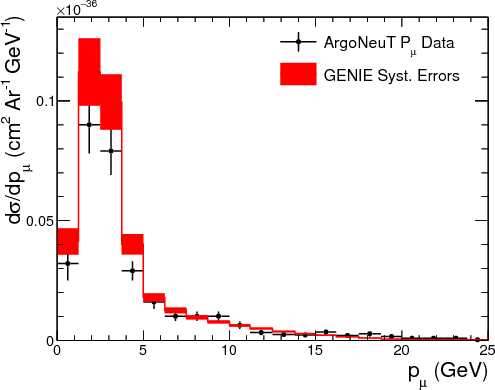 ×10⁻³⁶
dσ/dp_μ (cm² Ar⁻¹ GeV⁻¹)
ArgoNeuT P_μ Data
GENIE Syst. Errors
0.1
0.05
0
0 5 10 15 20 25
p_μ (GeV)